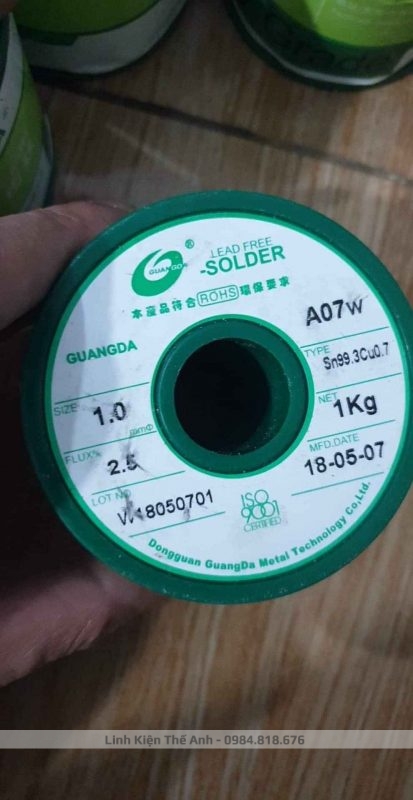 Grade
GUANGDA
®
LEAD FREE
-SOLDER
本産品符合ROHS環保要求
GUANGDA
A07W
TYPE
Sn99.3Cu0.7
SIZE
1.0
mmΦ
NET
1Kg
FLUX%
2.5
MFD.DATE
18-05-07
LOT NO
W18050701
ISO
9001
CERTIFIED
Dongguan GuangDa Metal Technology Co,Ltd.
Linh Kiện Thế Anh - 0984.818.676